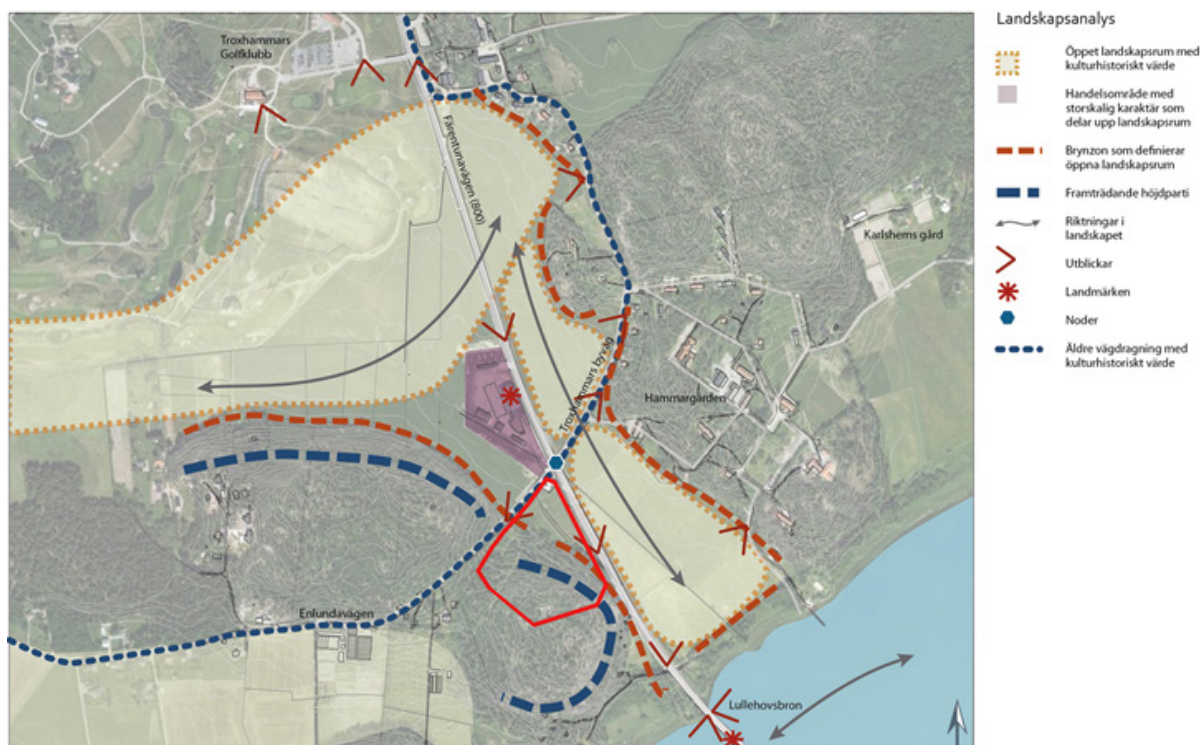 Troxhammars
Golfklubb
Färentunavägen (800)
Karlshems gård
Troxhammars byväg
Hammargården
Enlundavägen
Lullehovsbron
Landskapsanalys
Öppet landskapsrum med
kulturhistoriskt värde
Handelsområde med
storskalig karaktär som
delar upp landskapsrum
Brynzon som definierar
öppna landskapsrum
Framträdande höjdparti
Riktningar i
landskapet
Utblickar
Landmärken
Noder
Äldre vägdragning med
kulturhistoriskt värde